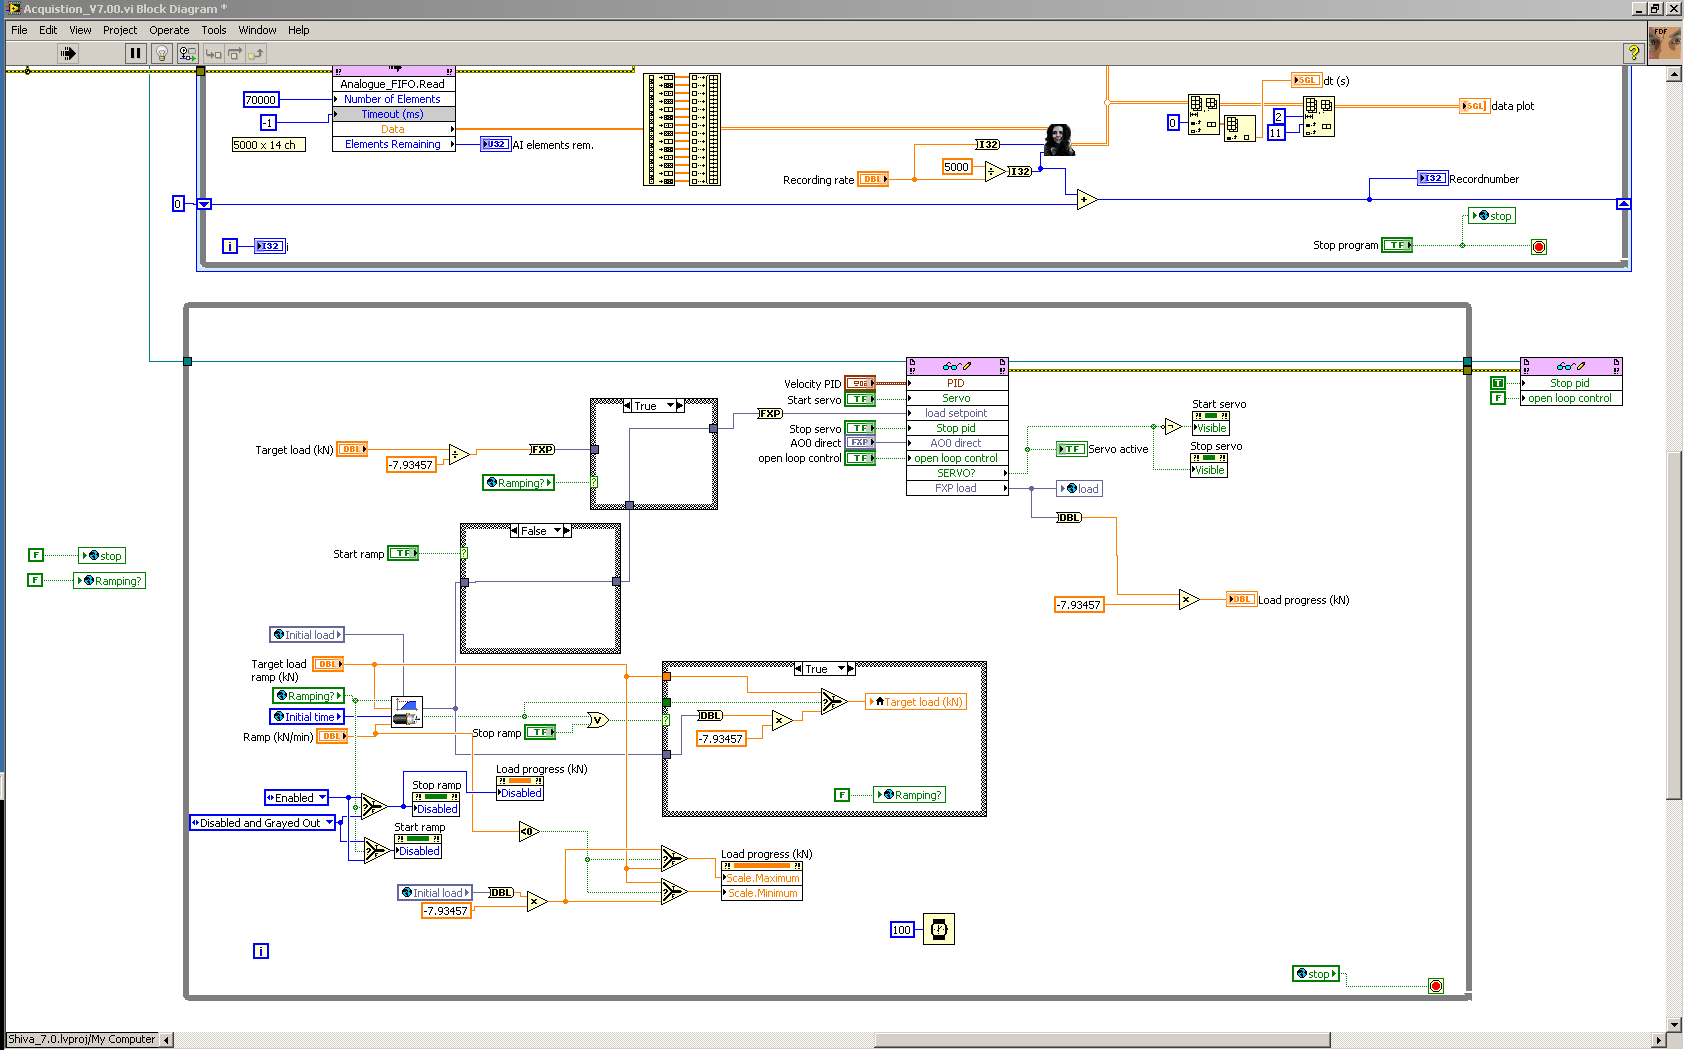 Acquistion_V7.00.vi Block Diagram *
File Edit View Project Operate Tools Window Help
FDF
?
Analogue_FIFO.Read
70000 Number of Elements
-1 Timeout (ms)
Data
5000 x 14 ch Elements Remaining U32 AI elements rem.
SGL dt (s)
SGL data plot
0 2 11
I32
5000 I32
Recording rate DBL
I32 Recordnumber
0
stop
i I32 i
Stop program TF
Velocity PID PID
Start servo TF Servo
FXP load setpoint
Stop servo TF Stop pid
AO0 direct FXP AO0 direct
open loop control TF open loop control
SERVO?
FXP load
T Stop pid
F open loop control
Start servo
Visible
TF Servo active
Stop servo
Visible
load
DBL
True
Target load (kN) DBL
-7.93457
FXP
Ramping?
False
Start ramp TF
F stop
F Ramping?
-7.93457 DBL Load progress (kN)
Initial load
Target load
ramp (kN) DBL
Ramping?
Initial time
Ramp (kN/min) DBL
Stop ramp TF
True
Target load (kN)
DBL
-7.93457
F Ramping?
Load progress (kN)
Disabled
Stop ramp
Disabled
Enabled
Disabled and Grayed Out
Start ramp
Disabled
<0
Load progress (kN)
Scale.Maximum
Scale.Minimum
Initial load DBL
-7.93457
100
i
stop
Shiva_7.0.lvproj/My Computer